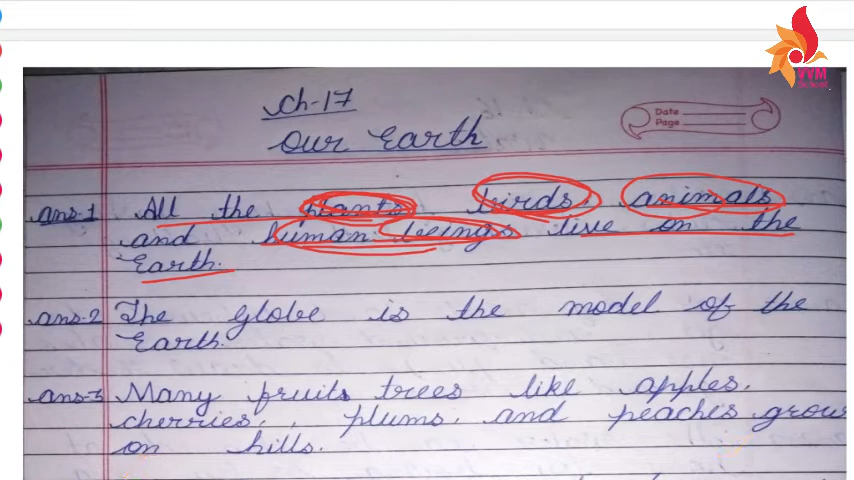 VVM
School
Ch-17
Date
Page
Our Earth
ans-1 All the plants, birds, animals
and human beings live on the
Earth.
ans-2 The globe is the model of the
Earth.
ans-3 Many fruits trees like apples,
cherries, plums, and peaches grow
on hills.